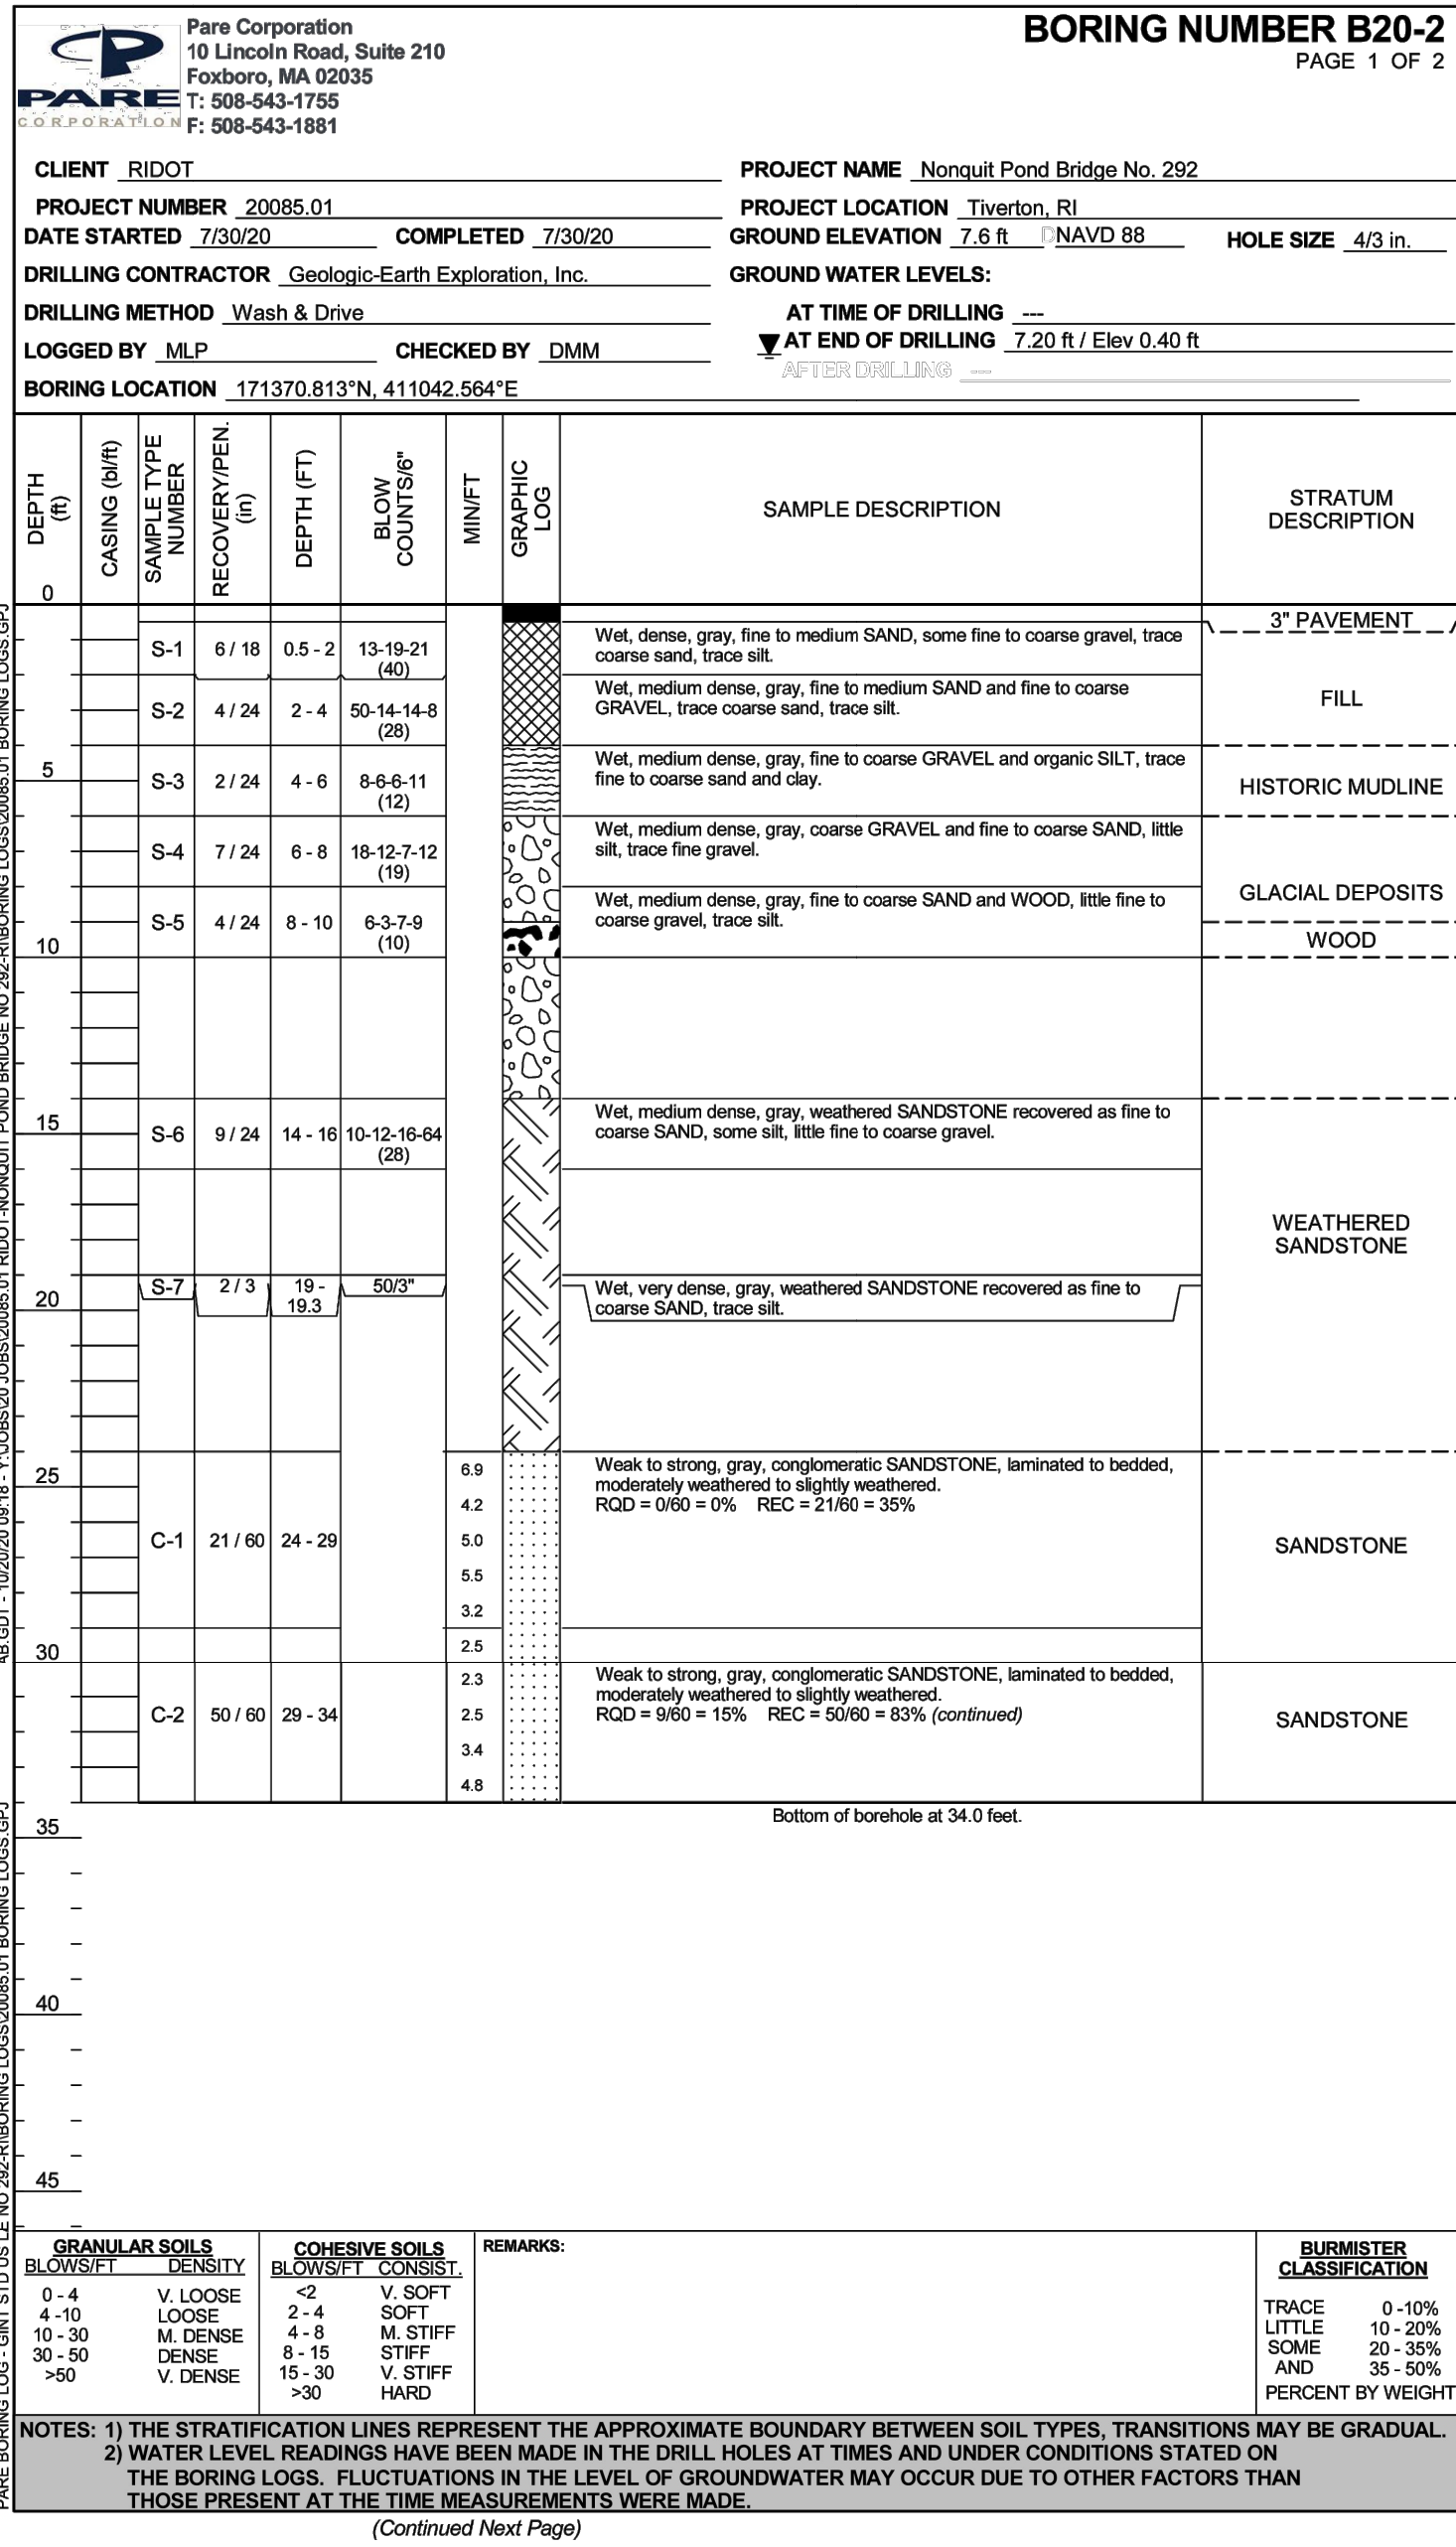 PARE
CORPORATION
Pare Corporation
10 Lincoln Road, Suite 210
Foxboro, MA 02035
T: 508-543-1755
F: 508-543-1881
BORING NUMBER B20-2
PAGE 1 OF 2
CLIENT RIDOT
PROJECT NAME Nonquit Pond Bridge No. 292
PROJECT NUMBER 20085.01
PROJECT LOCATION Tiverton, RI
DATE STARTED 7/30/20 COMPLETED 7/30/20
GROUND ELEVATION 7.6 ft NAVD 88 HOLE SIZE 4/3 in.
DRILLING CONTRACTOR Geologic-Earth Exploration, Inc.
GROUND WATER LEVELS:
DRILLING METHOD Wash & Drive
AT TIME OF DRILLING ---
LOGGED BY MLP CHECKED BY DMM
AT END OF DRILLING 7.20 ft / Elev 0.40 ft
AFTER DRILLING ---
BORING LOCATION 171370.813°N, 411042.564°E
DEPTH (ft)
CASING (bl/ft)
SAMPLE TYPE NUMBER
RECOVERY/PEN. (in)
DEPTH (FT)
BLOW COUNTS/6"
MIN/FT
GRAPHIC LOG
SAMPLE DESCRIPTION
STRATUM DESCRIPTION
0
3" PAVEMENT
S-1 6 / 18 0.5 - 2 13-19-21 (40)
Wet, dense, gray, fine to medium SAND, some fine to coarse gravel, trace
coarse sand, trace silt.
S-2 4 / 24 2 - 4 50-14-14-8 (28)
Wet, medium dense, gray, fine to medium SAND and fine to coarse
GRAVEL, trace coarse sand, trace silt.
FILL
5
S-3 2 / 24 4 - 6 8-6-6-11 (12)
Wet, medium dense, gray, fine to coarse GRAVEL and organic SILT, trace
fine to coarse sand and clay.
HISTORIC MUDLINE
S-4 7 / 24 6 - 8 18-12-7-12 (19)
Wet, medium dense, gray, coarse GRAVEL and fine to coarse SAND, little
silt, trace fine gravel.
GLACIAL DEPOSITS
S-5 4 / 24 8 - 10 6-3-7-9 (10)
Wet, medium dense, gray, fine to coarse SAND and WOOD, little fine to
coarse gravel, trace silt.
WOOD
10
15
S-6 9 / 24 14 - 16 10-12-16-64 (28)
Wet, medium dense, gray, weathered SANDSTONE recovered as fine to
coarse SAND, some silt, little fine to coarse gravel.
WEATHERED
SANDSTONE
S-7 2 / 3 19 - 19.3 50/3"
Wet, very dense, gray, weathered SANDSTONE recovered as fine to
coarse SAND, trace silt.
20
25
C-1 21 / 60 24 - 29
6.9
4.2
5.0
5.5
3.2
Weak to strong, gray, conglomeratic SANDSTONE, laminated to bedded,
moderately weathered to slightly weathered.
RQD = 0/60 = 0% REC = 21/60 = 35%
SANDSTONE
30
2.5
C-2 50 / 60 29 - 34
2.3
2.5
3.4
4.8
Weak to strong, gray, conglomeratic SANDSTONE, laminated to bedded,
moderately weathered to slightly weathered.
RQD = 9/60 = 15% REC = 50/60 = 83% (continued)
SANDSTONE
Bottom of borehole at 34.0 feet.
35
40
45
GRANULAR SOILS
BLOWS/FT DENSITY
0 - 4 V. LOOSE
4 -10 LOOSE
10 - 30 M. DENSE
30 - 50 DENSE
>50 V. DENSE
COHESIVE SOILS
BLOWS/FT CONSIST.
<2 V. SOFT
2 - 4 SOFT
4 - 8 M. STIFF
8 - 15 STIFF
15 - 30 V. STIFF
>30 HARD
REMARKS:
BURMISTER
CLASSIFICATION
TRACE 0 -10%
LITTLE 10 - 20%
SOME 20 - 35%
AND 35 - 50%
PERCENT BY WEIGHT
NOTES: 1) THE STRATIFICATION LINES REPRESENT THE APPROXIMATE BOUNDARY BETWEEN SOIL TYPES, TRANSITIONS MAY BE GRADUAL.
2) WATER LEVEL READINGS HAVE BEEN MADE IN THE DRILL HOLES AT TIMES AND UNDER CONDITIONS STATED ON
THE BORING LOGS. FLUCTUATIONS IN THE LEVEL OF GROUNDWATER MAY OCCUR DUE TO OTHER FACTORS THAN
THOSE PRESENT AT THE TIME MEASUREMENTS WERE MADE.
(Continued Next Page)